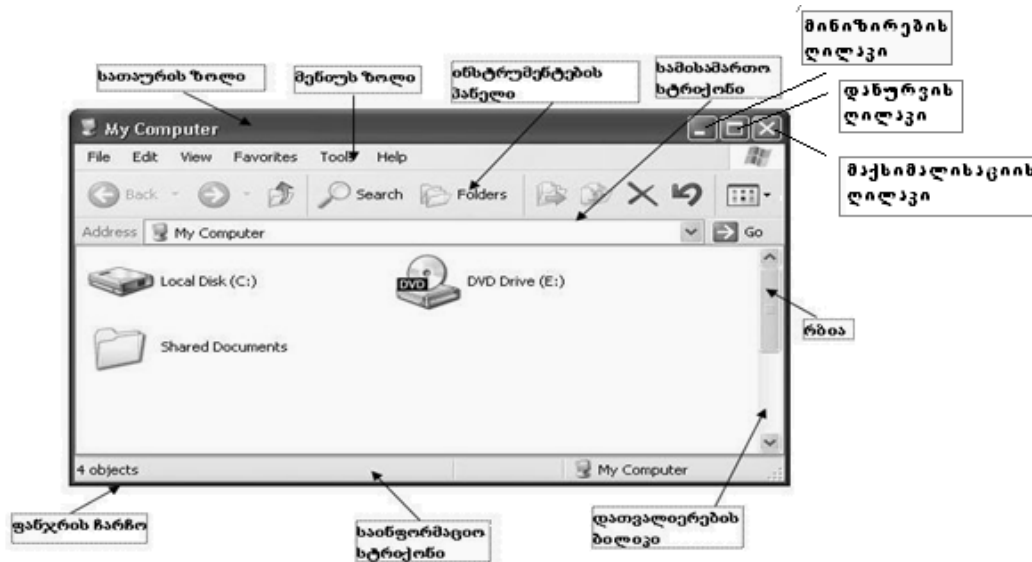 მინიზირების
ღილაკი
სათაურის ზოლი
მენიუს ზოლი
ინსტრუმენტების
პანელი
სამისამართო
სტრიქონი
დახურვის
ღილაკი
მაქსიმალისაციის
ღილაკი
My Computer
File Edit View Favorites Tools Help
Back Search Folders
Address My Computer Go
Local Disk (C:) DVD DVD Drive (E:)
რბია
Shared Documents
4 objects My Computer
ფანჯრის ჩარჩო
საინფორმაციო
სტრიქონი
დათვალიერების
ბილიკი